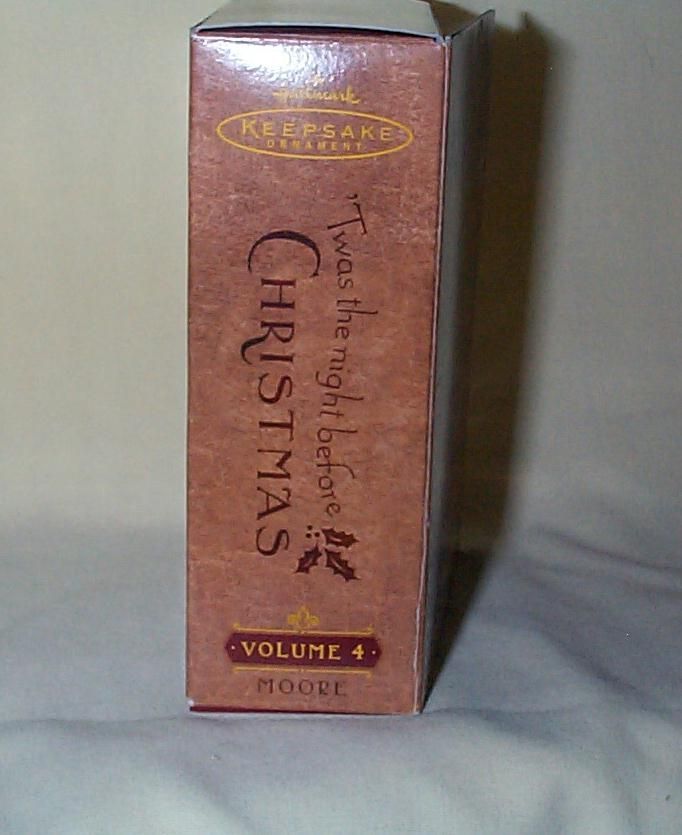 Hallmark
KEEPSAKE
ORNAMENT
'Twas the night before
CHRISTMAS
·VOLUME 4·
MOORE